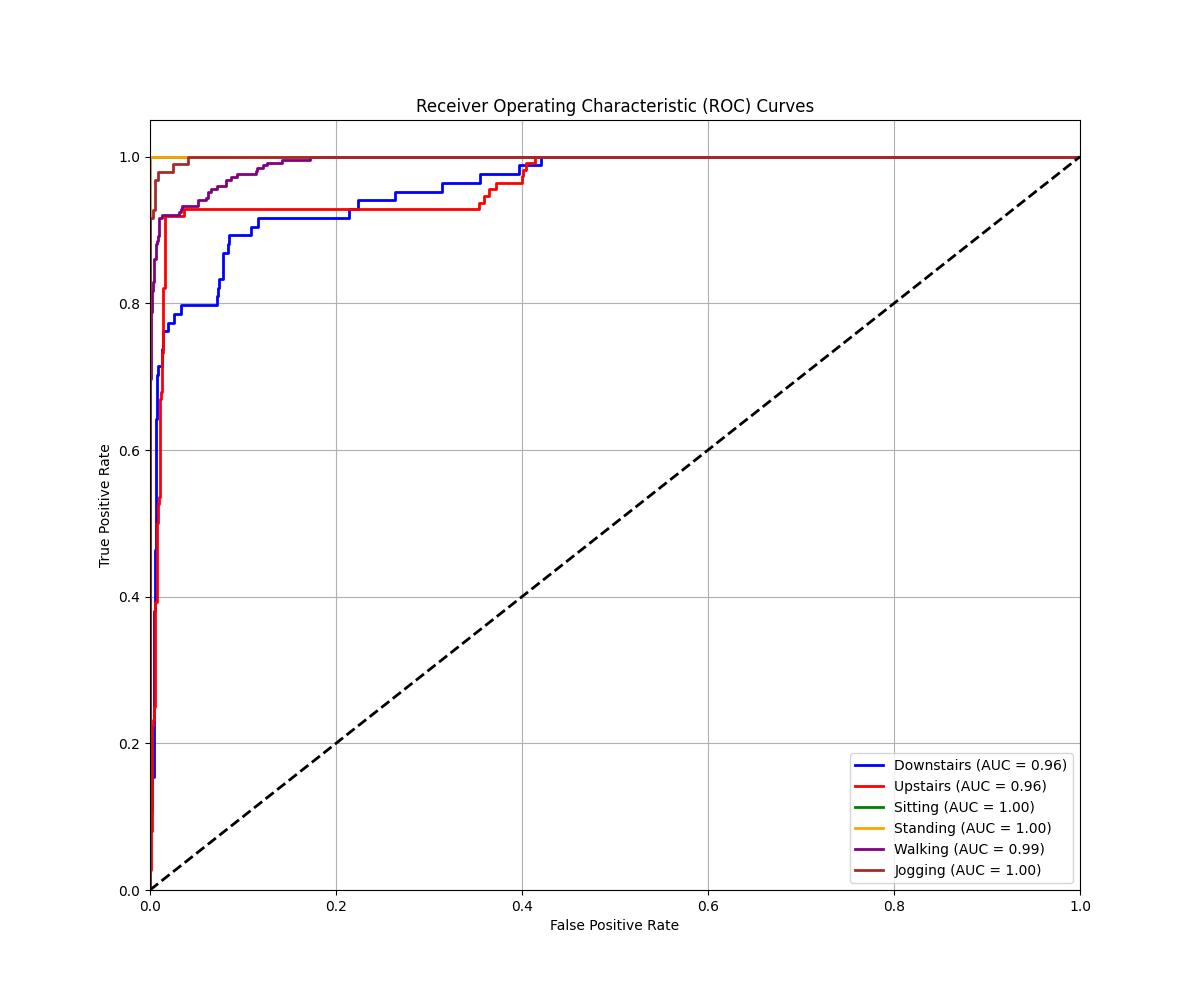 Receiver Operating Characteristic (ROC) Curves
True Positive Rate
1.0
0.8
0.6
0.4
0.2
0.0
0.0 0.2 0.4 0.6 0.8 1.0
False Positive Rate
Downstairs (AUC = 0.96)
Upstairs (AUC = 0.96)
Sitting (AUC = 1.00)
Standing (AUC = 1.00)
Walking (AUC = 0.99)
Jogging (AUC = 1.00)